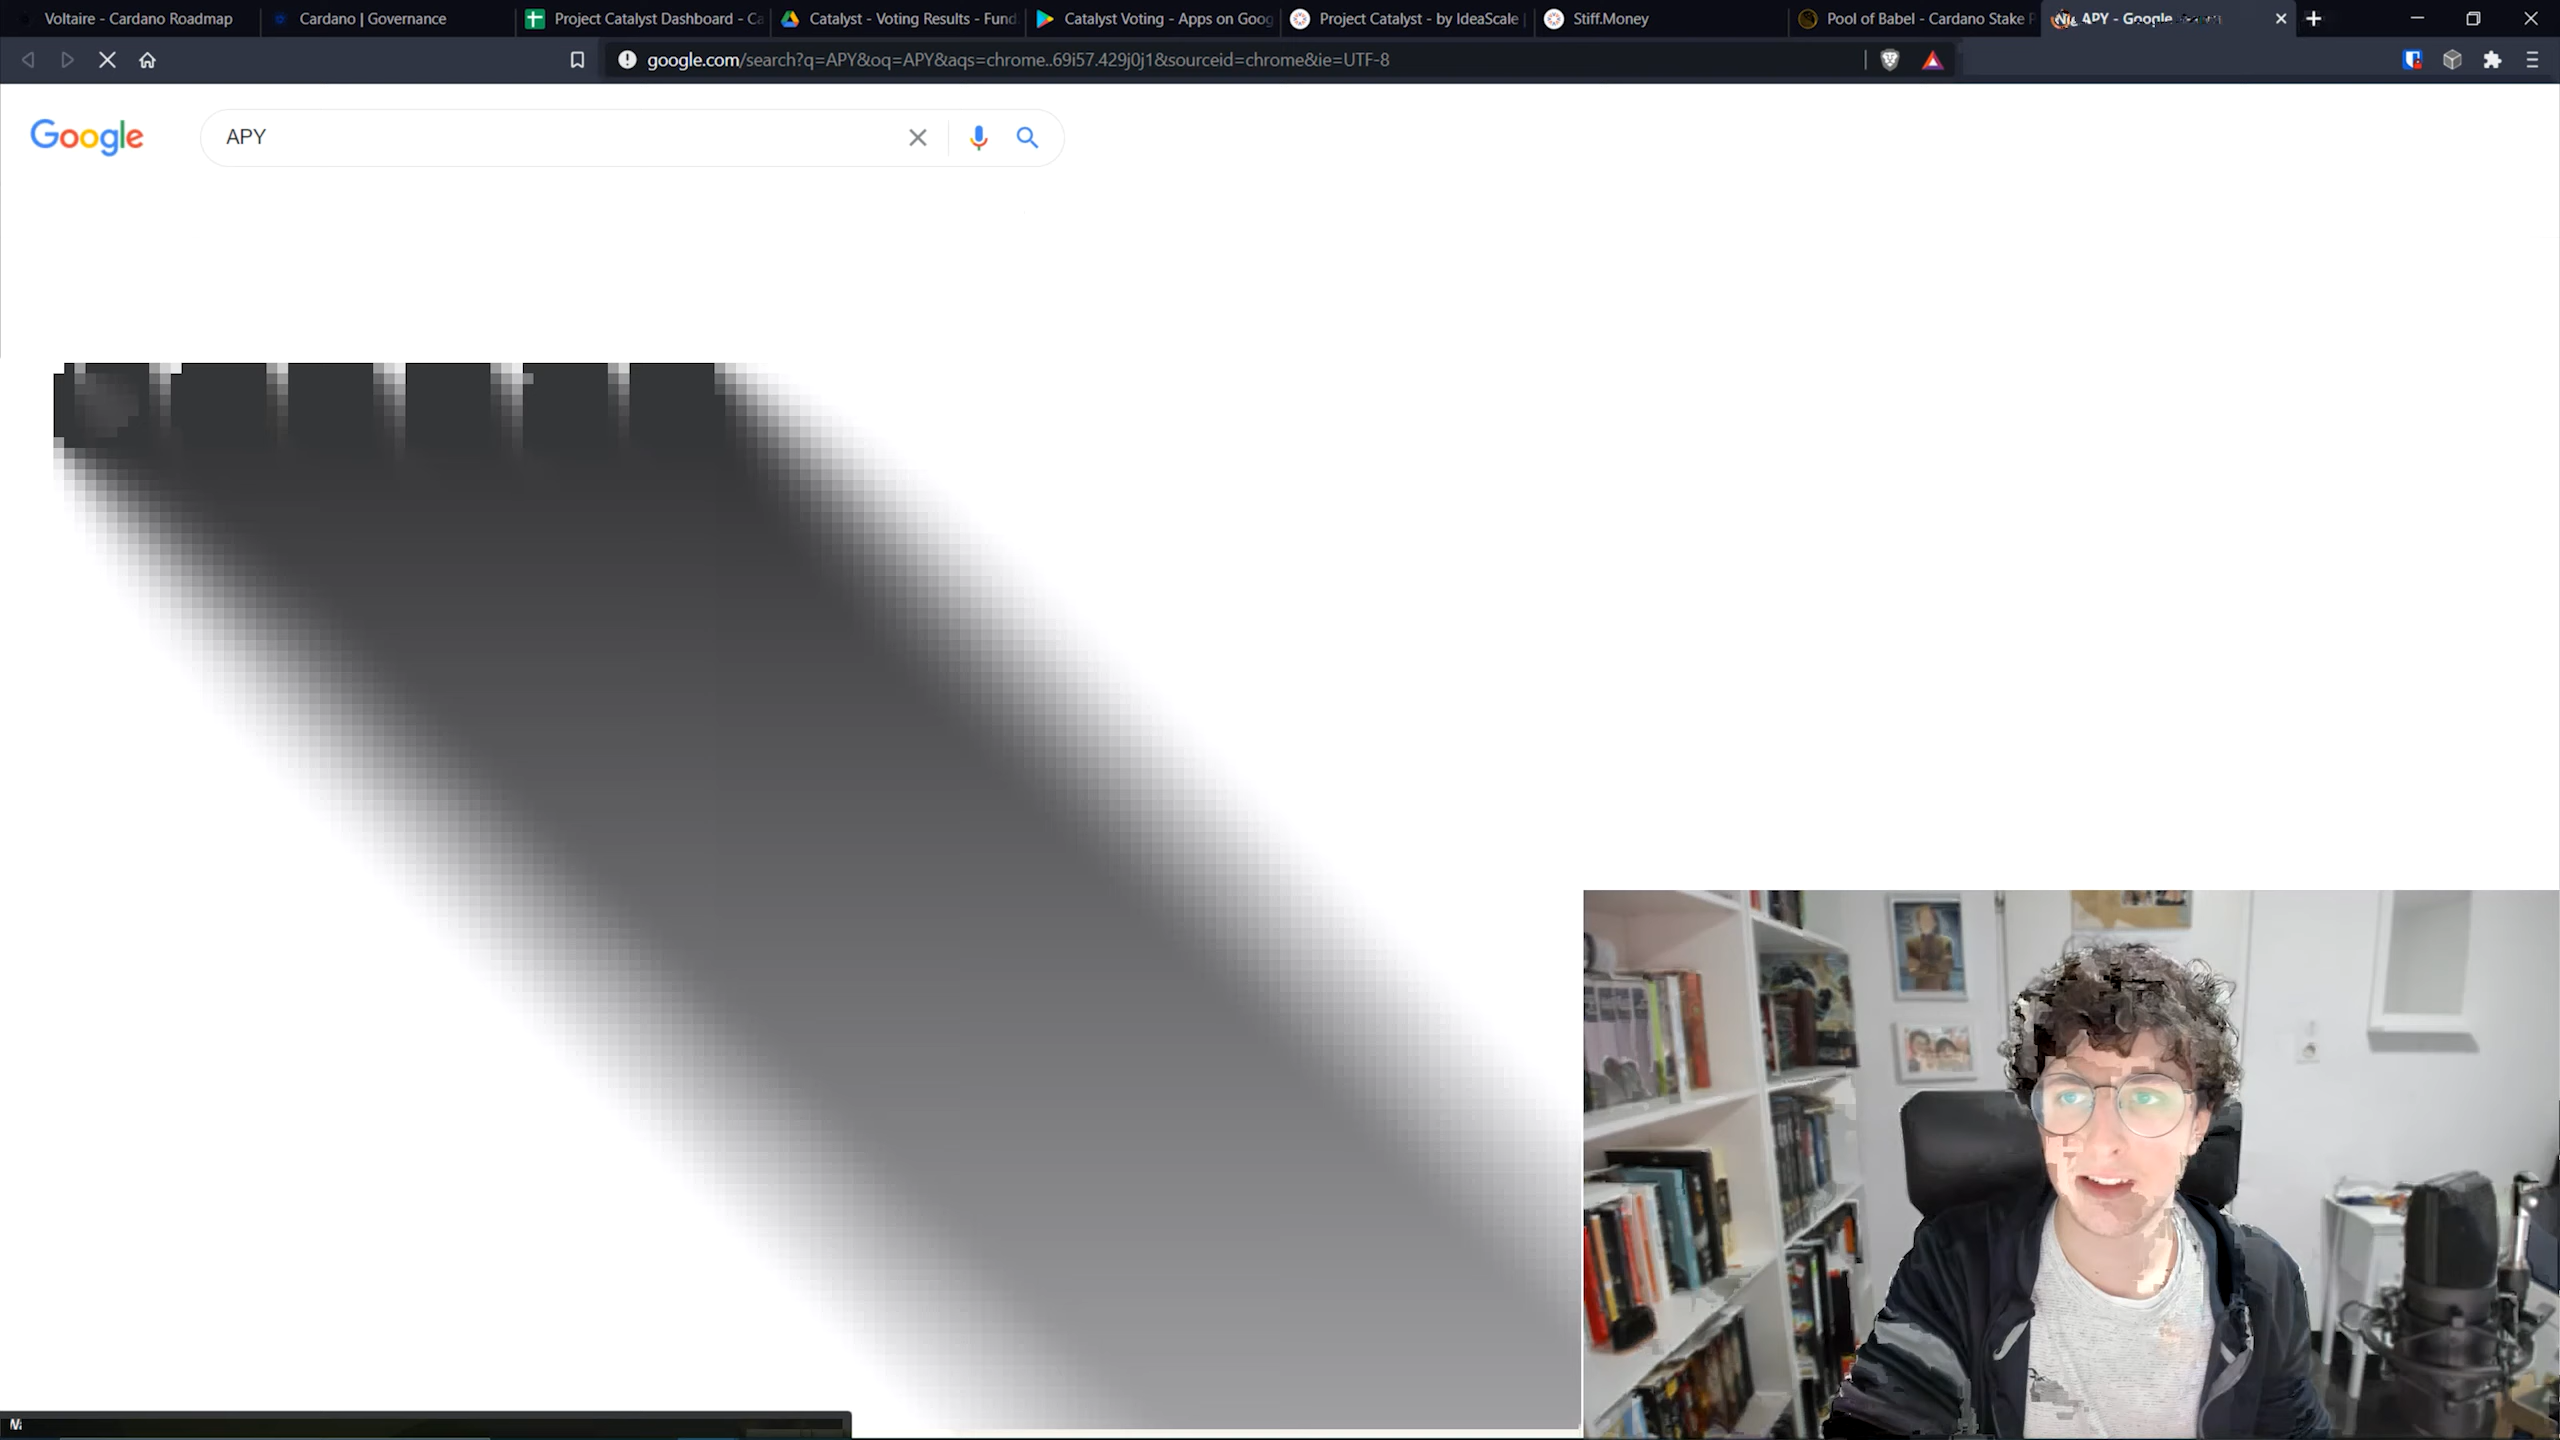 Voltaire - Cardano Roadmap
Cardano | Governance
Project Catalyst Dashboard - Ca
Catalyst - Voting Results - Fund
Catalyst Voting - Apps on Goog
Project Catalyst - by IdeaScale
Stiff.Money
Pool of Babel - Cardano Stake P
APY - Google
google.com/search?q=APY&oq=APY&aqs=chrome..69i57.429j0j1&sourceid=chrome&ie=UTF-8
Google
APY